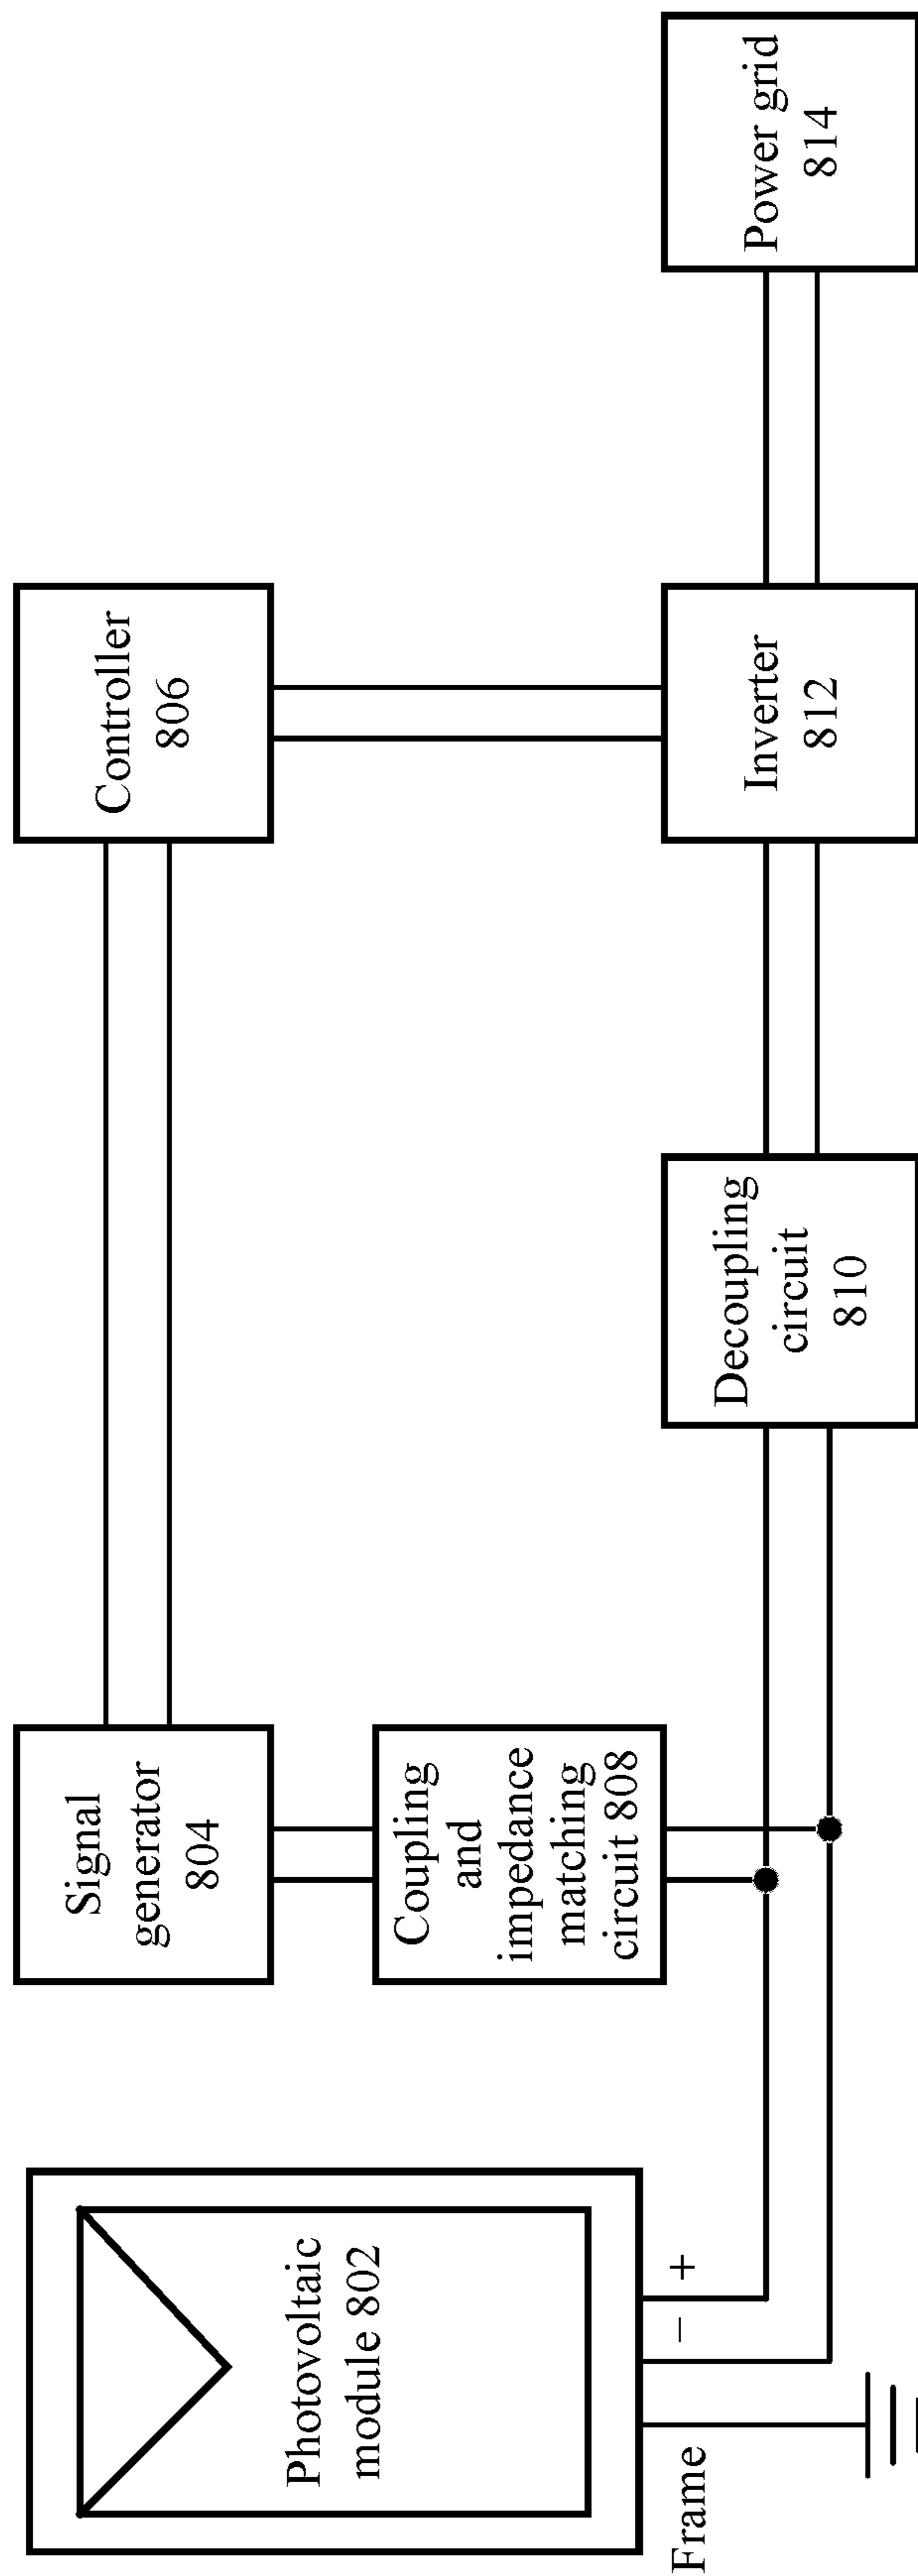 Photovoltaic
module 802
Frame
−
+
Signal
generator
804
Coupling
and
impedance
matching
circuit 808
Controller
806
Decoupling
circuit
810
Inverter
812
Power grid
814